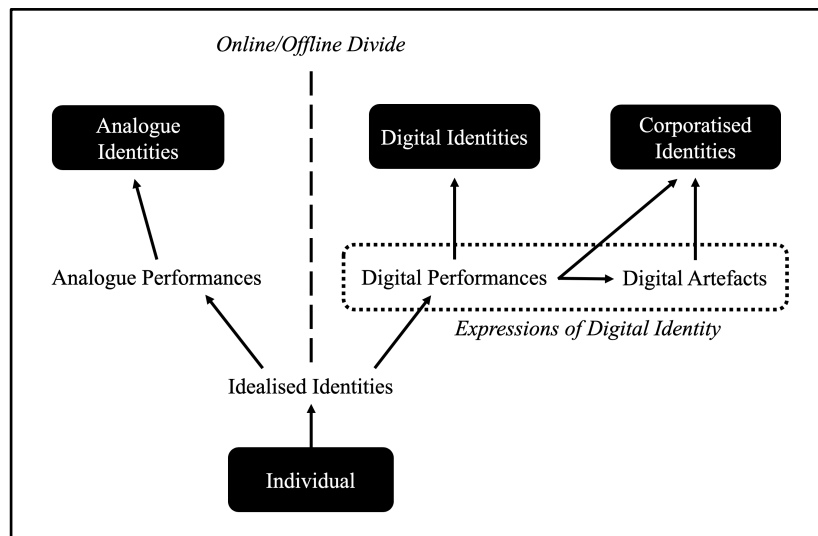 Online/Offline Divide
Analogue
Identities
Digital Identities
Corporatised
Identities
Analogue Performances
Digital Performances
Digital Artefacts
Expressions of Digital Identity
Idealised Identities
Individual